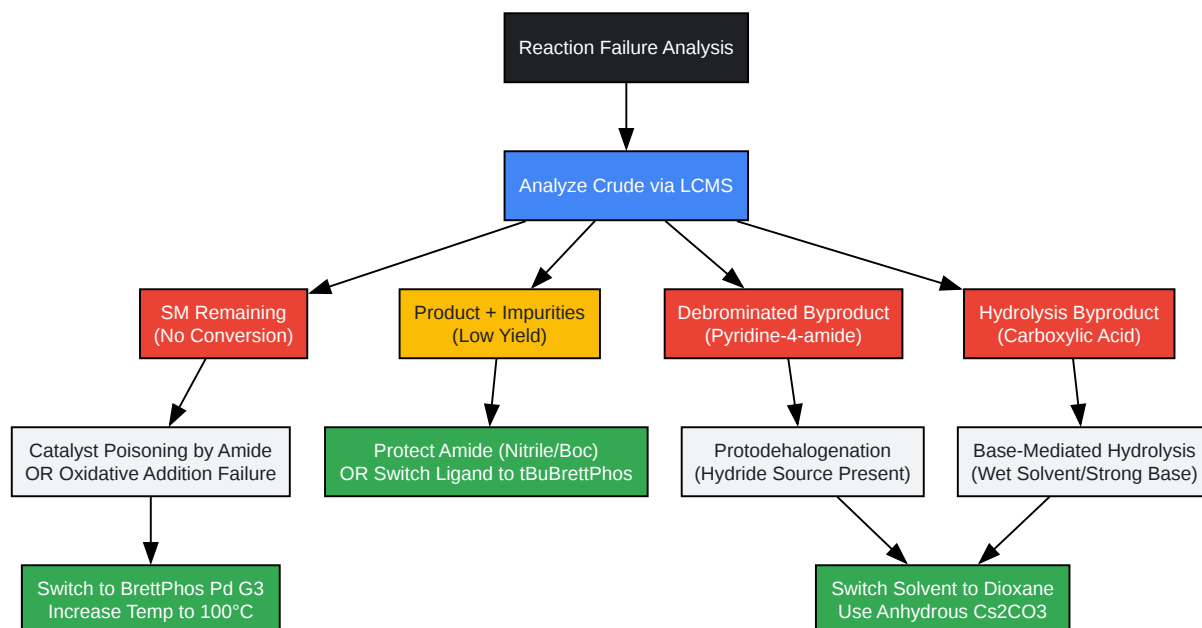 Reaction Failure Analysis
Analyze Crude via LCMS
SM Remaining
(No Conversion)
Product + Impurities
(Low Yield)
Debrominated Byproduct
(Pyridine-4-amide)
Hydrolysis Byproduct
(Carboxylic Acid)
Catalyst Poisoning by Amide
OR Oxidative Addition Failure
Protect Amide (Nitrile/Boc)
OR Switch Ligand to tBuBrettPhos
Protodehalogenation
(Hydride Source Present)
Base-Mediated Hydrolysis
(Wet Solvent/Strong Base)
Switch to BrettPhos Pd G3
Increase Temp to 100°C
Switch Solvent to Dioxane
Use Anhydrous Cs2CO3